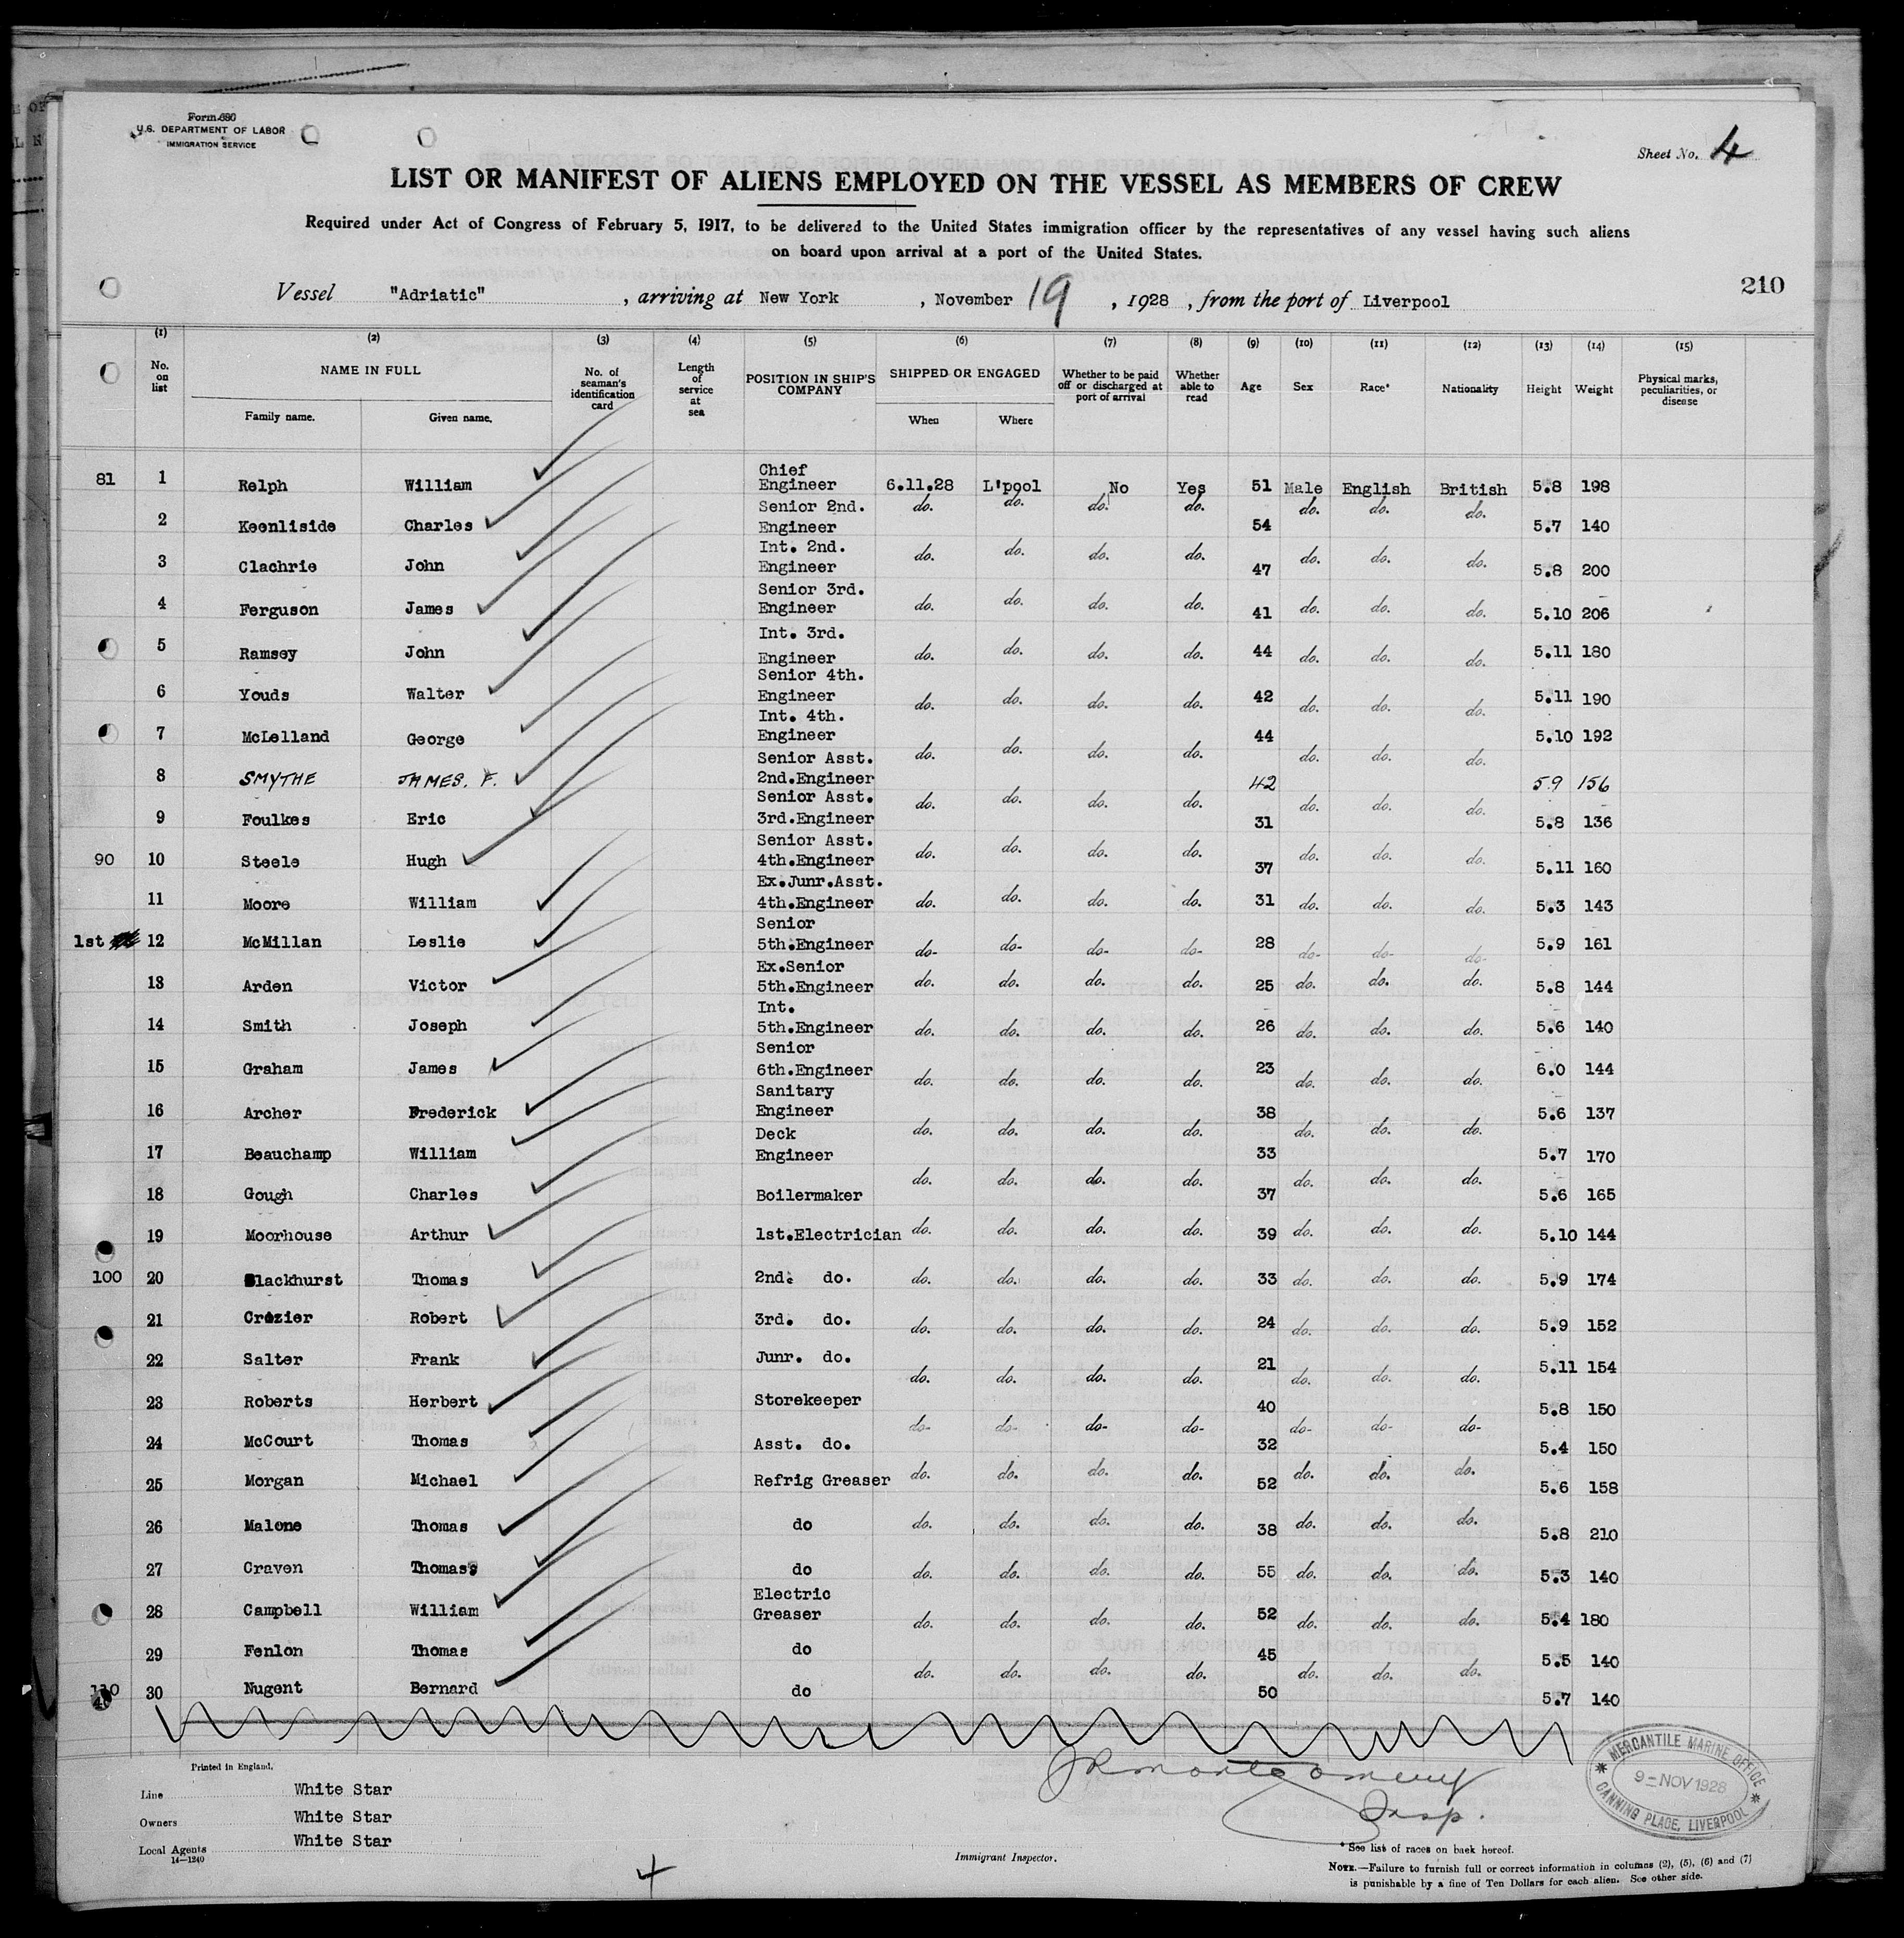 Form 680
U.S. DEPARTMENT OF LABOR
IMMIGRATION SERVICE
Sheet No. 4
LIST OR MANIFEST OF ALIENS EMPLOYED ON THE VESSEL AS MEMBERS OF CREW
Required under Act of Congress of February 5, 1917, to be delivered to the United States immigration officer by the representatives of any vessel having such aliens
on board upon arrival at a port of the United States.
210
Vessel "Adriatic", arriving at New York, November 19, 1928, from the port of Liverpool
(1) (2) (3) (4) (5) (6) (7) (8) (9) (10) (11) (12) (13) (14) (15)
No. on list NAME IN FULL Family name. Given name. No. of seaman's identification card Length of service at sea POSITION IN SHIP'S COMPANY SHIPPED OR ENGAGED When Where Whether to be paid off or discharged at port of arrival Whether able to read Age Sex Race* Nationality Height Weight Physical marks, peculiarities, or disease
81 1 Relph William Chief Engineer 6.11.28 L'pool No Yes 51 Male English British 5.8 198
2 Keenliside Charles Senior 2nd. Engineer do. do. do. do. 54 do. do. do. 5.7 140
3 Clachrie John Int. 2nd. Engineer do. do. do. do. 47 do. do. do. 5.8 200
4 Ferguson James Senior 3rd. Engineer do. do. do. do. 41 do. do. do. 5.10 206
5 Ramsey John Int. 3rd. Engineer do. do. do. do. 44 do. do. do. 5.11 180
6 Youds Walter Senior 4th. Engineer do. do. do. do. 42 do. do. do. 5.11 190
7 McLelland George Int. 4th. Engineer do. do. do. do. 44 do. do. do. 5.10 192
8 SMYTHE JAMES. F. Senior Asst. 2nd.Engineer do. do. do. do. 42 do. do. do. 5 9 156
9 Foulkes Eric Senior Asst. 3rd.Engineer do. do. do. do. 31 do. do. do. 5.8 136
90 10 Steele Hugh Senior Asst. 4th.Engineer do. do. do. do. 37 do. do. do. 5.11 160
11 Moore William Ex.Junr.Asst. 4th.Engineer do. do. do. do. 31 do. do. do. 5.3 143
1st 12 McMillan Leslie Senior 5th.Engineer do- do- do- do- 28 do- do- do- 5.9 161
13 Arden Victor Ex.Senior 5th.Engineer do. do. do. do. 25 do. do. do. 5.8 144
14 Smith Joseph Int. 5th.Engineer do. do. do. do. 26 do. do. do. 5.6 140
15 Graham James Senior 6th.Engineer do. do. do. do. 23 do. do. do. 6.0 144
16 Archer Frederick Sanitary Engineer do. do. do. do. 38 do. do. do. 5.6 137
17 Beauchamp William Deck Engineer do. do. do. do. 33 do. do. do. 5.7 170
18 Gough Charles Boilermaker 37 5.6 165
19 Moorhouse Arthur 1st.Electrician do. do. do. do. 39 do. do. do. 5.10 144
100 20 Blackhurst Thomas 2nd. do. do. do. do. do. 33 do. do. do. 5.9 174
21 Crozier Robert 3rd. do. do. do. do. do. 24 do. do. do. 5.9 152
22 Salter Frank Junr. do. do. do. do. do. 21 do. do. do. 5.11 154
23 Roberts Herbert Storekeeper do- do- do- do- 40 do- do- do- 5.8 150
24 McCourt Thomas Asst. do. 32 5.4 150
25 Morgan Michael Refrig Greaser do. do. do. do. 52 do. do. do. 5.6 158
26 Malone Thomas do do. do. do. do. 38 do. do. do. 5.8 210
27 Craven Thomas do do. do. do. do. 55 do. do. do. 5.3 140
28 Campbell William Electric Greaser do. do. do. do. 52 do. do. do. 5.4 180
29 Fenlon Thomas do do. do. do. do. 45 do. do. do. 5.5 140
110 30 Nugent Bernard do 50 5.7 140
Printed in England.
Line White Star
Owners White Star
Local Agents White Star
14—1240
4
Montgomery
Insp.
Immigrant Inspector.
MERCANTILE MARINE OFFICE
9 - NOV 1928
CANNING PLACE, LIVERPOOL
*See list of races on back hereof.
NOTE.—Failure to furnish full or correct information in columns (2), (5), (6) and (7)
is punishable by a fine of Ten Dollars for each alien. See other side.